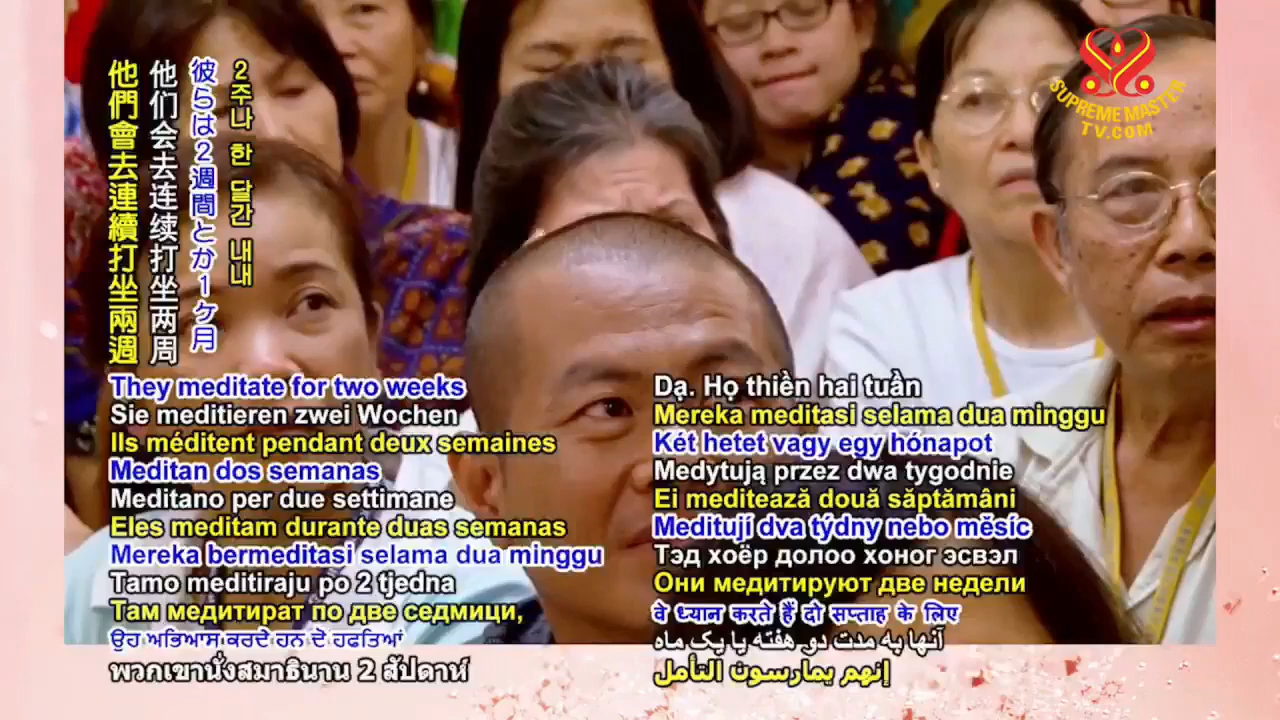 SUPREME MASTER
TV.COM
2주나 한 달간 내내
彼らは2週間とか1ヶ月
他们会去连续打坐两周
他們會去連續打坐兩週
They meditate for two weeks
Sie meditieren zwei Wochen
Ils méditent pendant deux semaines
Meditan dos semanas
Meditano per due settimane
Eles meditam durante duas semanas
Mereka bermeditasi selama dua minggu
Tamo meditiraju po 2 tjedna
Там медитират по две седмици,
ਉਹ ਅਭਿਆਸ ਕਰਦੇ ਹਨ ਦੋ ਹਫਤਿਆਂ
พวกเขานั่งสมาธินาน 2 สัปดาห์
Dạ. Họ thiền hai tuần
Mereka meditasi selama dua minggu
Két hetet vagy egy hónapot
Medytują przez dwa tygodnie
Ei meditează două săptămâni
Meditují dva týdny nebo měsíc
Тэд хоёр долоо хоног эсвэл
Они медитируют две недели
वे ध्यान करते हैं दो सप्ताह के लिए
آنها به مدت دو هفته یا یک ماه
إنهم يمارسون التأمل